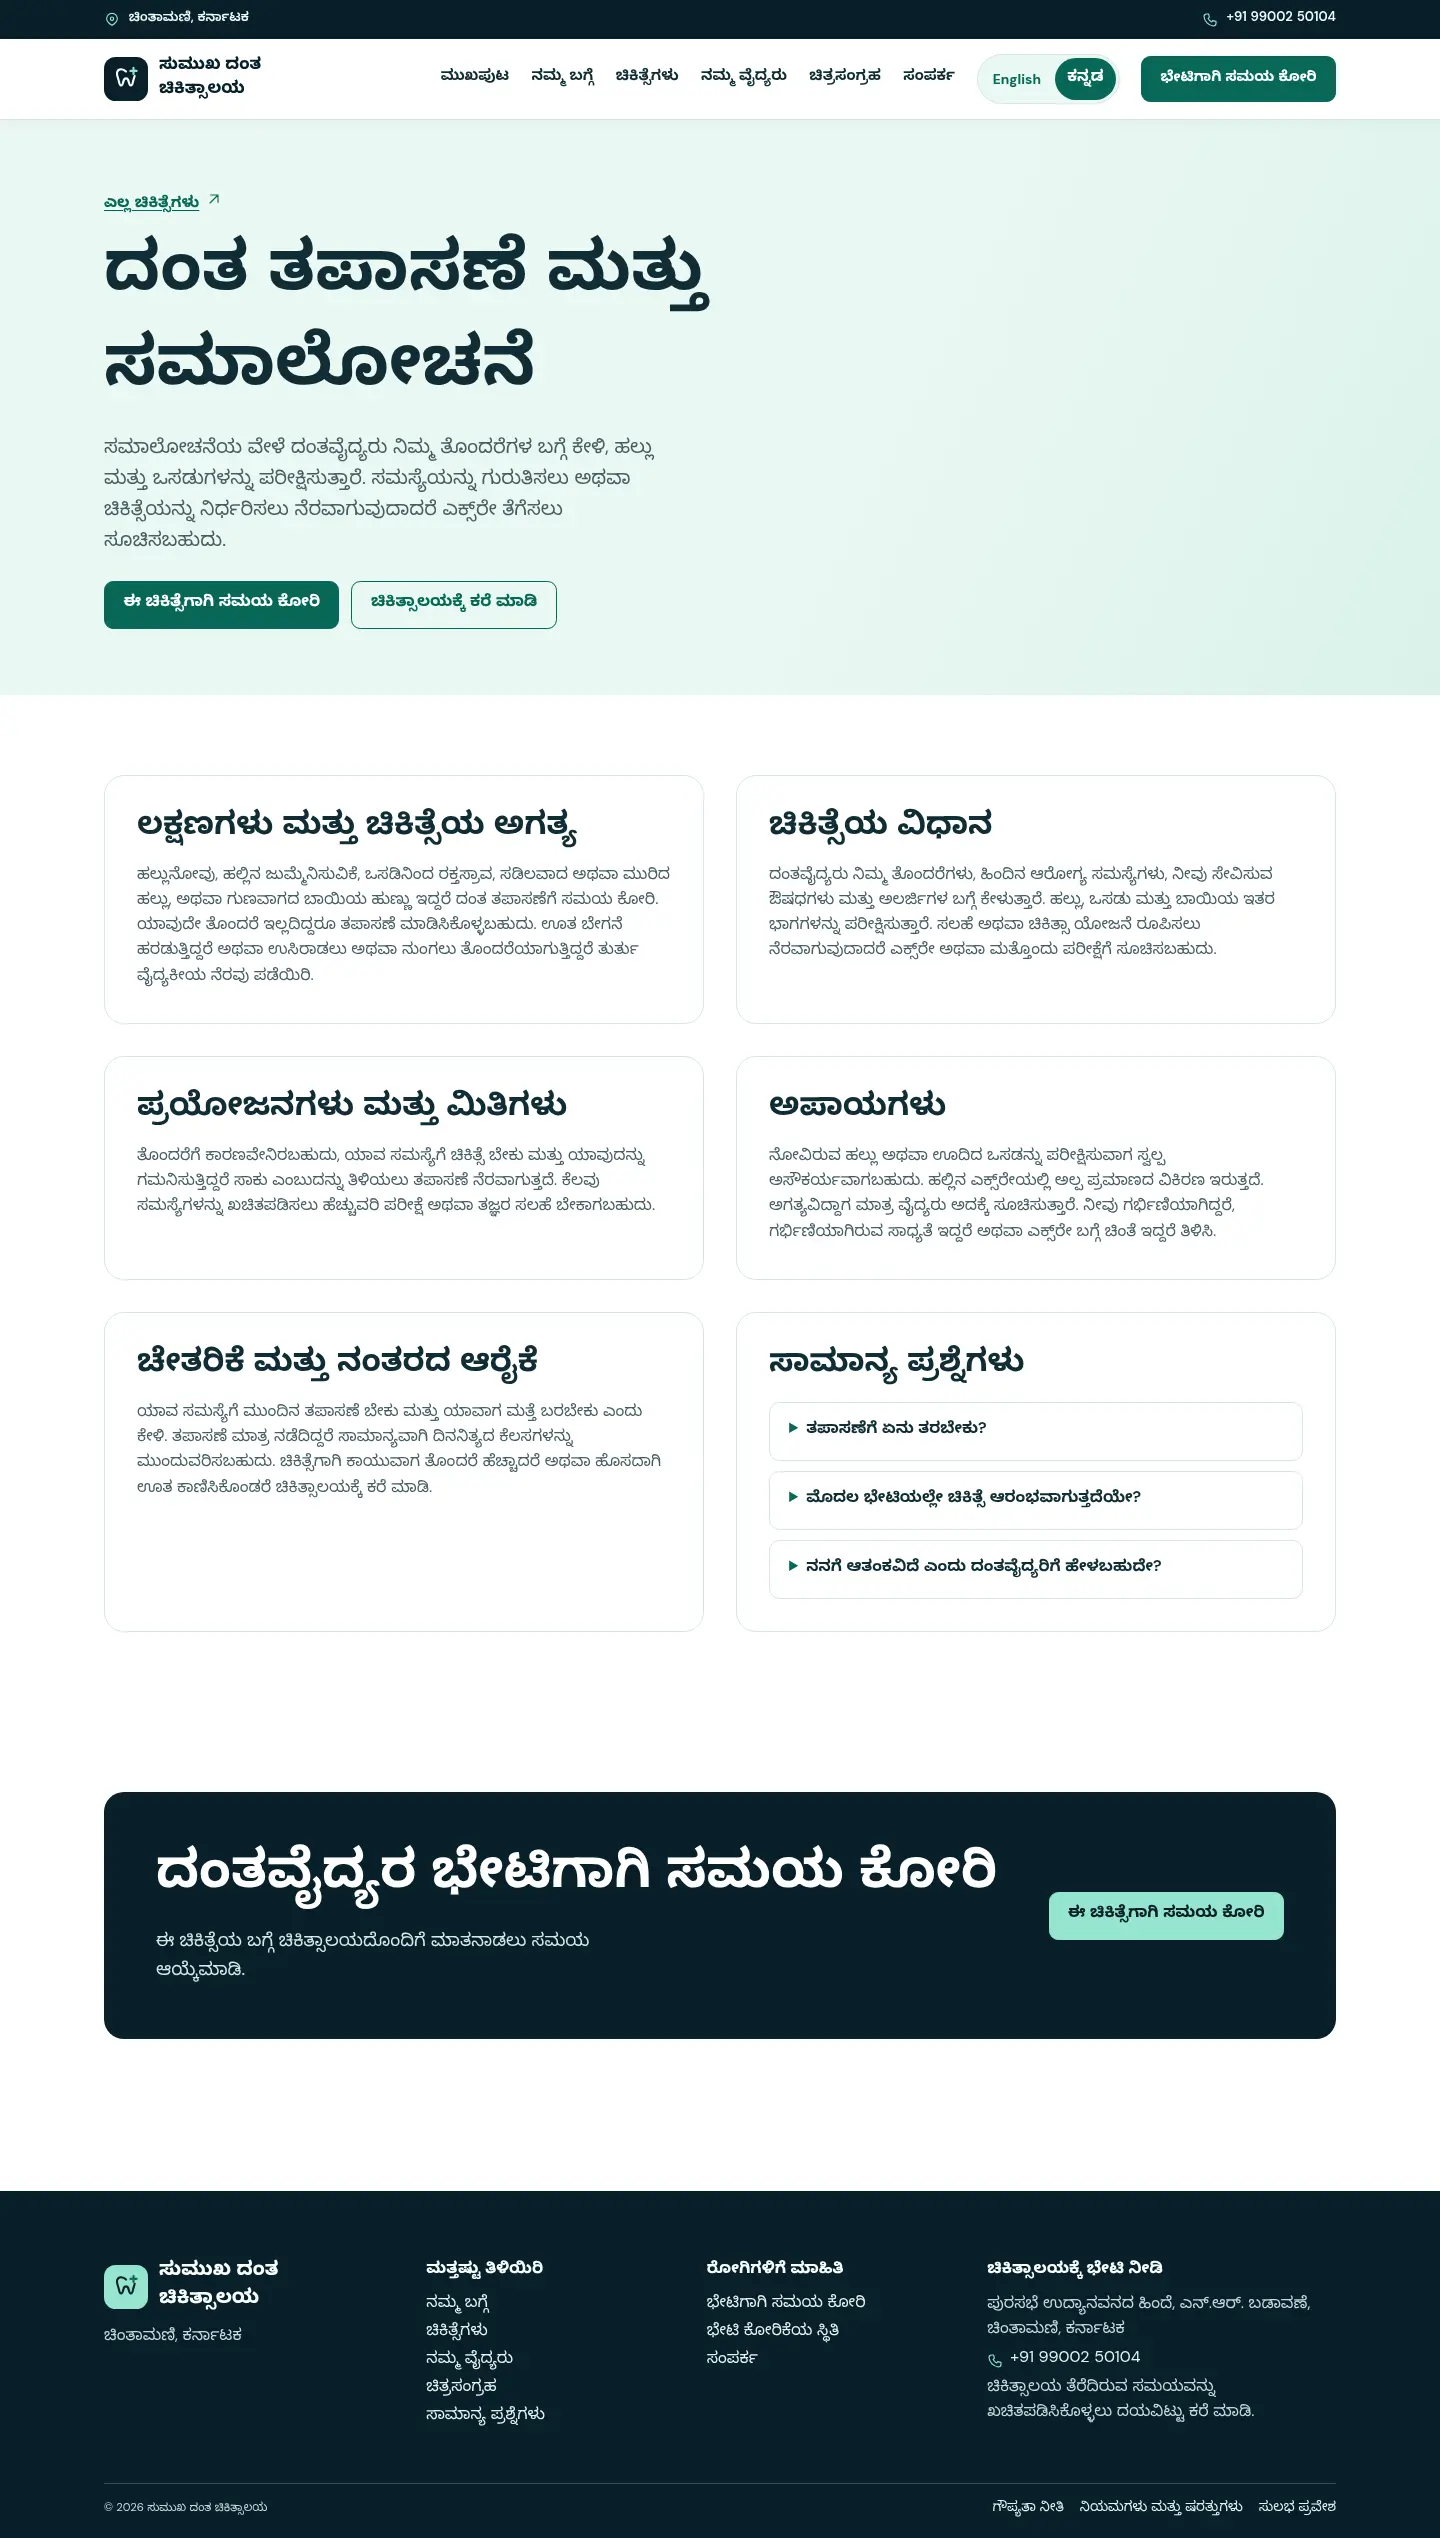 ಚಿಂತಾಮಣಿ, ಕರ್ನಾಟಕ
+91 99002 50104
ಸುಮುಖ ದಂತ
ಚಿಕಿತ್ಸಾಲಯ
ಮುಖಪುಟ ನಮ್ಮ ಬಗ್ಗೆ ಚಿಕಿತ್ಸೆಗಳು ನಮ್ಮ ವೈದ್ಯರು ಚಿತ್ರಸಂಗ್ರಹ ಸಂಪರ್ಕ English ಕನ್ನಡ ಭೇಟಿಗಾಗಿ ಸಮಯ ಕೋರಿ
ಎಲ್ಲ ಚಿಕಿತ್ಸೆಗಳು
ದಂತ ತಪಾಸಣೆ ಮತ್ತು
ಸಮಾಲೋಚನೆ
ಸಮಾಲೋಚನೆಯ ವೇಳೆ ದಂತವೈದ್ಯರು ನಿಮ್ಮ ತೊಂದರೆಗಳ ಬಗ್ಗೆ ಕೇಳಿ, ಹಲ್ಲು
ಮತ್ತು ಒಸಡುಗಳನ್ನು ಪರೀಕ್ಷಿಸುತ್ತಾರೆ. ಸಮಸ್ಯೆಯನ್ನು ಗುರುತಿಸಲು ಅಥವಾ
ಚಿಕಿತ್ಸೆಯನ್ನು ನಿರ್ಧರಿಸಲು ನೆರವಾಗುವುದಾದರೆ ಎಕ್ಸ್‌ರೇ ತೆಗೆಸಲು
ಸೂಚಿಸಬಹುದು.
ಈ ಚಿಕಿತ್ಸೆಗಾಗಿ ಸಮಯ ಕೋರಿ
ಚಿಕಿತ್ಸಾಲಯಕ್ಕೆ ಕರೆ ಮಾಡಿ
ಲಕ್ಷಣಗಳು ಮತ್ತು ಚಿಕಿತ್ಸೆಯ ಅಗತ್ಯ
ಹಲ್ಲುನೋವು, ಹಲ್ಲಿನ ಜುಮ್ಮೆನಿಸುವಿಕೆ, ಒಸಡಿನಿಂದ ರಕ್ತಸ್ರಾವ, ಸಡಿಲವಾದ ಅಥವಾ ಮುರಿದ
ಹಲ್ಲು, ಅಥವಾ ಗುಣವಾಗದ ಬಾಯಿಯ ಹುಣ್ಣು ಇದ್ದರೆ ದಂತ ತಪಾಸಣೆಗೆ ಸಮಯ ಕೋರಿ.
ಯಾವುದೇ ತೊಂದರೆ ಇಲ್ಲದಿದ್ದರೂ ತಪಾಸಣೆ ಮಾಡಿಸಿಕೊಳ್ಳಬಹುದು. ಊತ ಬೇಗನೆ
ಹರಡುತ್ತಿದ್ದರೆ ಅಥವಾ ಉಸಿರಾಡಲು ಅಥವಾ ನುಂಗಲು ತೊಂದರೆಯಾಗುತ್ತಿದ್ದರೆ ತುರ್ತು
ವೈದ್ಯಕೀಯ ನೆರವು ಪಡೆಯಿರಿ.
ಚಿಕಿತ್ಸೆಯ ವಿಧಾನ
ದಂತವೈದ್ಯರು ನಿಮ್ಮ ತೊಂದರೆಗಳು, ಹಿಂದಿನ ಆರೋಗ್ಯ ಸಮಸ್ಯೆಗಳು, ನೀವು ಸೇವಿಸುವ
ಔಷಧಗಳು ಮತ್ತು ಅಲರ್ಜಿಗಳ ಬಗ್ಗೆ ಕೇಳುತ್ತಾರೆ. ಹಲ್ಲು, ಒಸಡು ಮತ್ತು ಬಾಯಿಯ ಇತರ
ಭಾಗಗಳನ್ನು ಪರೀಕ್ಷಿಸುತ್ತಾರೆ. ಸಲಹೆ ಅಥವಾ ಚಿಕಿತ್ಸಾ ಯೋಜನೆ ರೂಪಿಸಲು
ನೆರವಾಗುವುದಾದರೆ ಎಕ್ಸ್‌ರೇ ಅಥವಾ ಮತ್ತೊಂದು ಪರೀಕ್ಷೆಗೆ ಸೂಚಿಸಬಹುದು.
ಪ್ರಯೋಜನಗಳು ಮತ್ತು ಮಿತಿಗಳು
ತೊಂದರೆಗೆ ಕಾರಣವೇನಿರಬಹುದು, ಯಾವ ಸಮಸ್ಯೆಗೆ ಚಿಕಿತ್ಸೆ ಬೇಕು ಮತ್ತು ಯಾವುದನ್ನು
ಗಮನಿಸುತ್ತಿದ್ದರೆ ಸಾಕು ಎಂಬುದನ್ನು ತಿಳಿಯಲು ತಪಾಸಣೆ ನೆರವಾಗುತ್ತದೆ. ಕೆಲವು
ಸಮಸ್ಯೆಗಳನ್ನು ಖಚಿತಪಡಿಸಲು ಹೆಚ್ಚುವರಿ ಪರೀಕ್ಷೆ ಅಥವಾ ತಜ್ಞರ ಸಲಹೆ ಬೇಕಾಗಬಹುದು.
ಅಪಾಯಗಳು
ನೋವಿರುವ ಹಲ್ಲು ಅಥವಾ ಊದಿದ ಒಸಡನ್ನು ಪರೀಕ್ಷಿಸುವಾಗ ಸ್ವಲ್ಪ
ಅಸೌಕರ್ಯವಾಗಬಹುದು. ಹಲ್ಲಿನ ಎಕ್ಸ್‌ರೇಯಲ್ಲಿ ಅಲ್ಪ ಪ್ರಮಾಣದ ವಿಕಿರಣ ಇರುತ್ತದೆ.
ಅಗತ್ಯವಿದ್ದಾಗ ಮಾತ್ರ ವೈದ್ಯರು ಅದಕ್ಕೆ ಸೂಚಿಸುತ್ತಾರೆ. ನೀವು ಗರ್ಭಿಣಿಯಾಗಿದ್ದರೆ,
ಗರ್ಭಿಣಿಯಾಗಿರುವ ಸಾಧ್ಯತೆ ಇದ್ದರೆ ಅಥವಾ ಎಕ್ಸ್‌ರೇ ಬಗ್ಗೆ ಚಿಂತೆ ಇದ್ದರೆ ತಿಳಿಸಿ.
ಚೇತರಿಕೆ ಮತ್ತು ನಂತರದ ಆರೈಕೆ
ಯಾವ ಸಮಸ್ಯೆಗೆ ಮುಂದಿನ ತಪಾಸಣೆ ಬೇಕು ಮತ್ತು ಯಾವಾಗ ಮತ್ತೆ ಬರಬೇಕು ಎಂದು
ಕೇಳಿ. ತಪಾಸಣೆ ಮಾತ್ರ ನಡೆದಿದ್ದರೆ ಸಾಮಾನ್ಯವಾಗಿ ದಿನನಿತ್ಯದ ಕೆಲಸಗಳನ್ನು
ಮುಂದುವರಿಸಬಹುದು. ಚಿಕಿತ್ಸೆಗಾಗಿ ಕಾಯುವಾಗ ತೊಂದರೆ ಹೆಚ್ಚಾದರೆ ಅಥವಾ ಹೊಸದಾಗಿ
ಊತ ಕಾಣಿಸಿಕೊಂಡರೆ ಚಿಕಿತ್ಸಾಲಯಕ್ಕೆ ಕರೆ ಮಾಡಿ.
ಸಾಮಾನ್ಯ ಪ್ರಶ್ನೆಗಳು
ತಪಾಸಣೆಗೆ ಏನು ತರಬೇಕು?
ಮೊದಲ ಭೇಟಿಯಲ್ಲೇ ಚಿಕಿತ್ಸೆ ಆರಂಭವಾಗುತ್ತದೆಯೇ?
ನನಗೆ ಆತಂಕವಿದೆ ಎಂದು ದಂತವೈದ್ಯರಿಗೆ ಹೇಳಬಹುದೇ?
ದಂತವೈದ್ಯರ ಭೇಟಿಗಾಗಿ ಸಮಯ ಕೋರಿ
ಈ ಚಿಕಿತ್ಸೆಯ ಬಗ್ಗೆ ಚಿಕಿತ್ಸಾಲಯದೊಂದಿಗೆ ಮಾತನಾಡಲು ಸಮಯ
ಆಯ್ಕೆಮಾಡಿ.
ಈ ಚಿಕಿತ್ಸೆಗಾಗಿ ಸಮಯ ಕೋರಿ
ಸುಮುಖ ದಂತ
ಚಿಕಿತ್ಸಾಲಯ
ಚಿಂತಾಮಣಿ, ಕರ್ನಾಟಕ
ಮತ್ತಷ್ಟು ತಿಳಿಯಿರಿ
ನಮ್ಮ ಬಗ್ಗೆ
ಚಿಕಿತ್ಸೆಗಳು
ನಮ್ಮ ವೈದ್ಯರು
ಚಿತ್ರಸಂಗ್ರಹ
ಸಾಮಾನ್ಯ ಪ್ರಶ್ನೆಗಳು
ರೋಗಿಗಳಿಗೆ ಮಾಹಿತಿ
ಭೇಟಿಗಾಗಿ ಸಮಯ ಕೋರಿ
ಭೇಟಿ ಕೋರಿಕೆಯ ಸ್ಥಿತಿ
ಸಂಪರ್ಕ
ಚಿಕಿತ್ಸಾಲಯಕ್ಕೆ ಭೇಟಿ ನೀಡಿ
ಪುರಸಭೆ ಉದ್ಯಾನವನದ ಹಿಂದೆ, ಎನ್.ಆರ್. ಬಡಾವಣೆ,
ಚಿಂತಾಮಣಿ, ಕರ್ನಾಟಕ
+91 99002 50104
ಚಿಕಿತ್ಸಾಲಯ ತೆರೆದಿರುವ ಸಮಯವನ್ನು
ಖಚಿತಪಡಿಸಿಕೊಳ್ಳಲು ದಯವಿಟ್ಟು ಕರೆ ಮಾಡಿ.
© 2026 ಸುಮುಖ ದಂತ ಚಿಕಿತ್ಸಾಲಯ
ಗೌಪ್ಯತಾ ನೀತಿ ನಿಯಮಗಳು ಮತ್ತು ಷರತ್ತುಗಳು ಸುಲಭ ಪ್ರವೇಶ